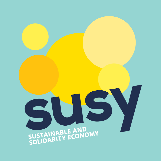 susy
SUSTAINABLE AND
SOLIDARITY ECONOMY